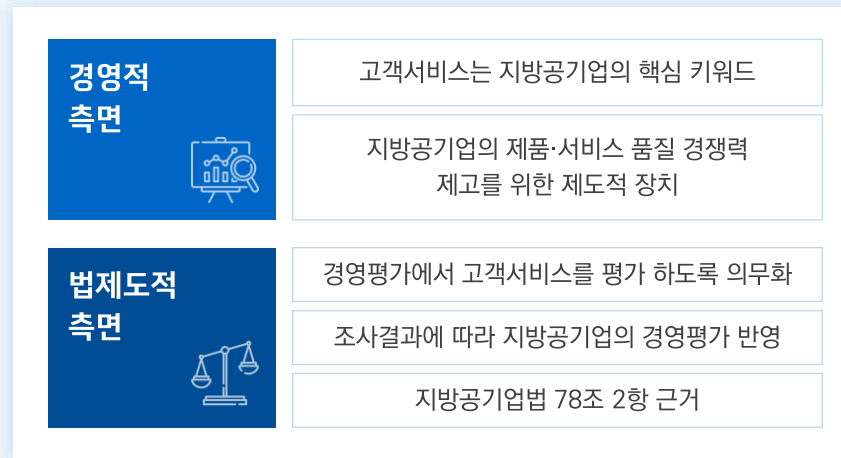 경영적
측면
고객서비스는 지방공기업의 핵심 키워드
지방공기업의 제품·서비스 품질 경쟁력
제고를 위한 제도적 장치
법제도적
측면
경영평가에서 고객서비스를 평가 하도록 의무화
조사결과에 따라 지방공기업의 경영평가 반영
지방공기업법 78조 2항 근거